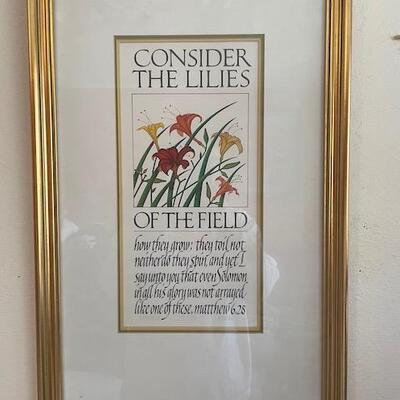 CONSIDER
THE LILIES
OF THE FIELD
how they grow; they toil not
neither do they spin, and yet I
say unto you that even Solomon
in all his glory was not arrayed
like one of these. matthew 6.28